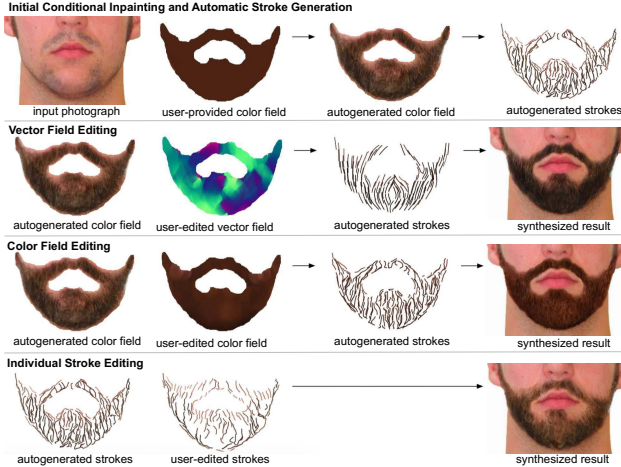 Initial Conditional Inpainting and Automatic Stroke Generation
input photograph
user-provided color field
autogenerated color field
autogenerated strokes
Vector Field Editing
autogenerated color field
user-edited vector field
autogenerated strokes
synthesized result
Color Field Editing
autogenerated color field
user-edited color field
autogenerated strokes
synthesized result
Individual Stroke Editing
autogenerated strokes
user-edited strokes
synthesized result